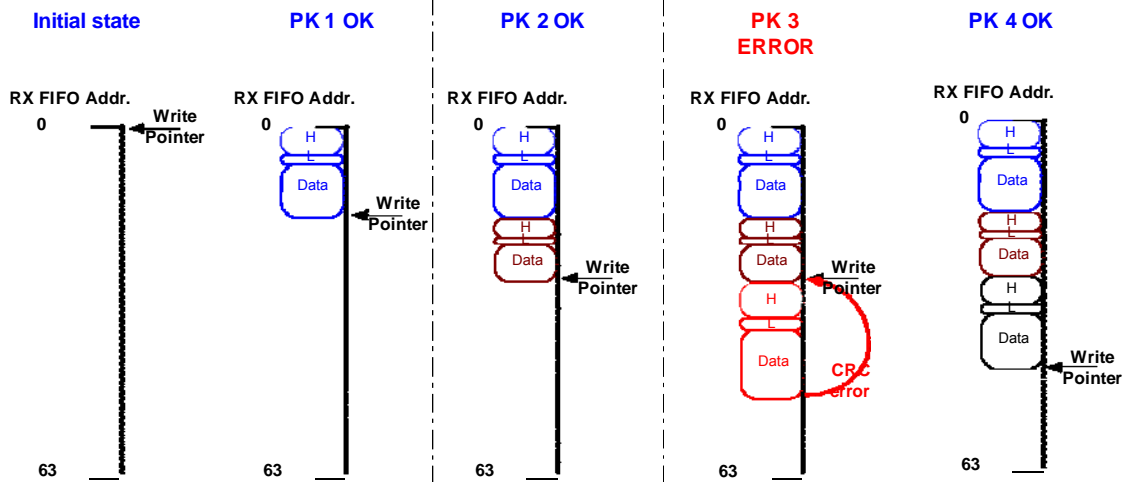 Initial state
PK 1 OK
PK 2 OK
PK 3
ERROR
PK 4 OK
RX FIFO Addr.
0
Write
Pointer
63
RX FIFO Addr.
0
H
L
Data
Write
Pointer
63
RX FIFO Addr.
0
H
L
Data
H
L
Data
Write
Pointer
63
RX FIFO Addr.
0
H
L
Data
H
L
Data
Write
Pointer
H
L
Data
CRC
error
63
RX FIFO Addr.
0
H
L
Data
H
L
Data
H
L
Data
Write
Pointer
63